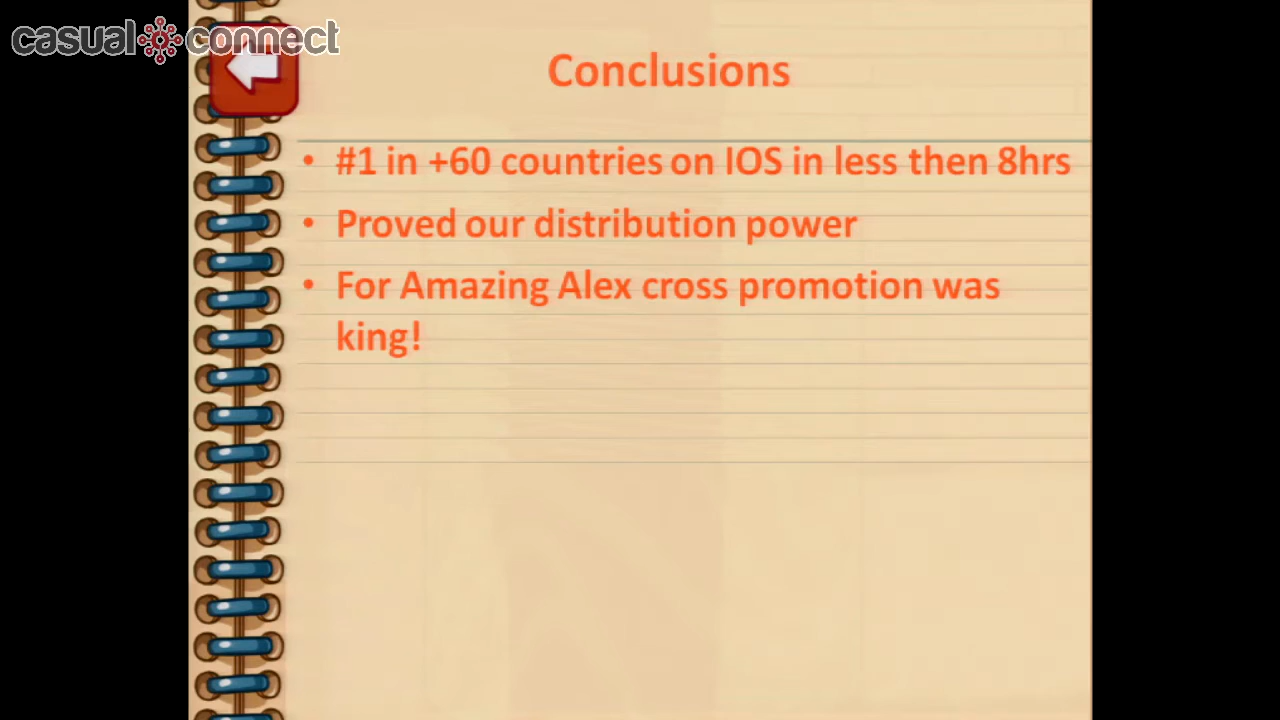 casual connect
Conclusions
• #1 in +60 countries on IOS in less then 8hrs
• Proved our distribution power
• For Amazing Alex cross promotion was
king!